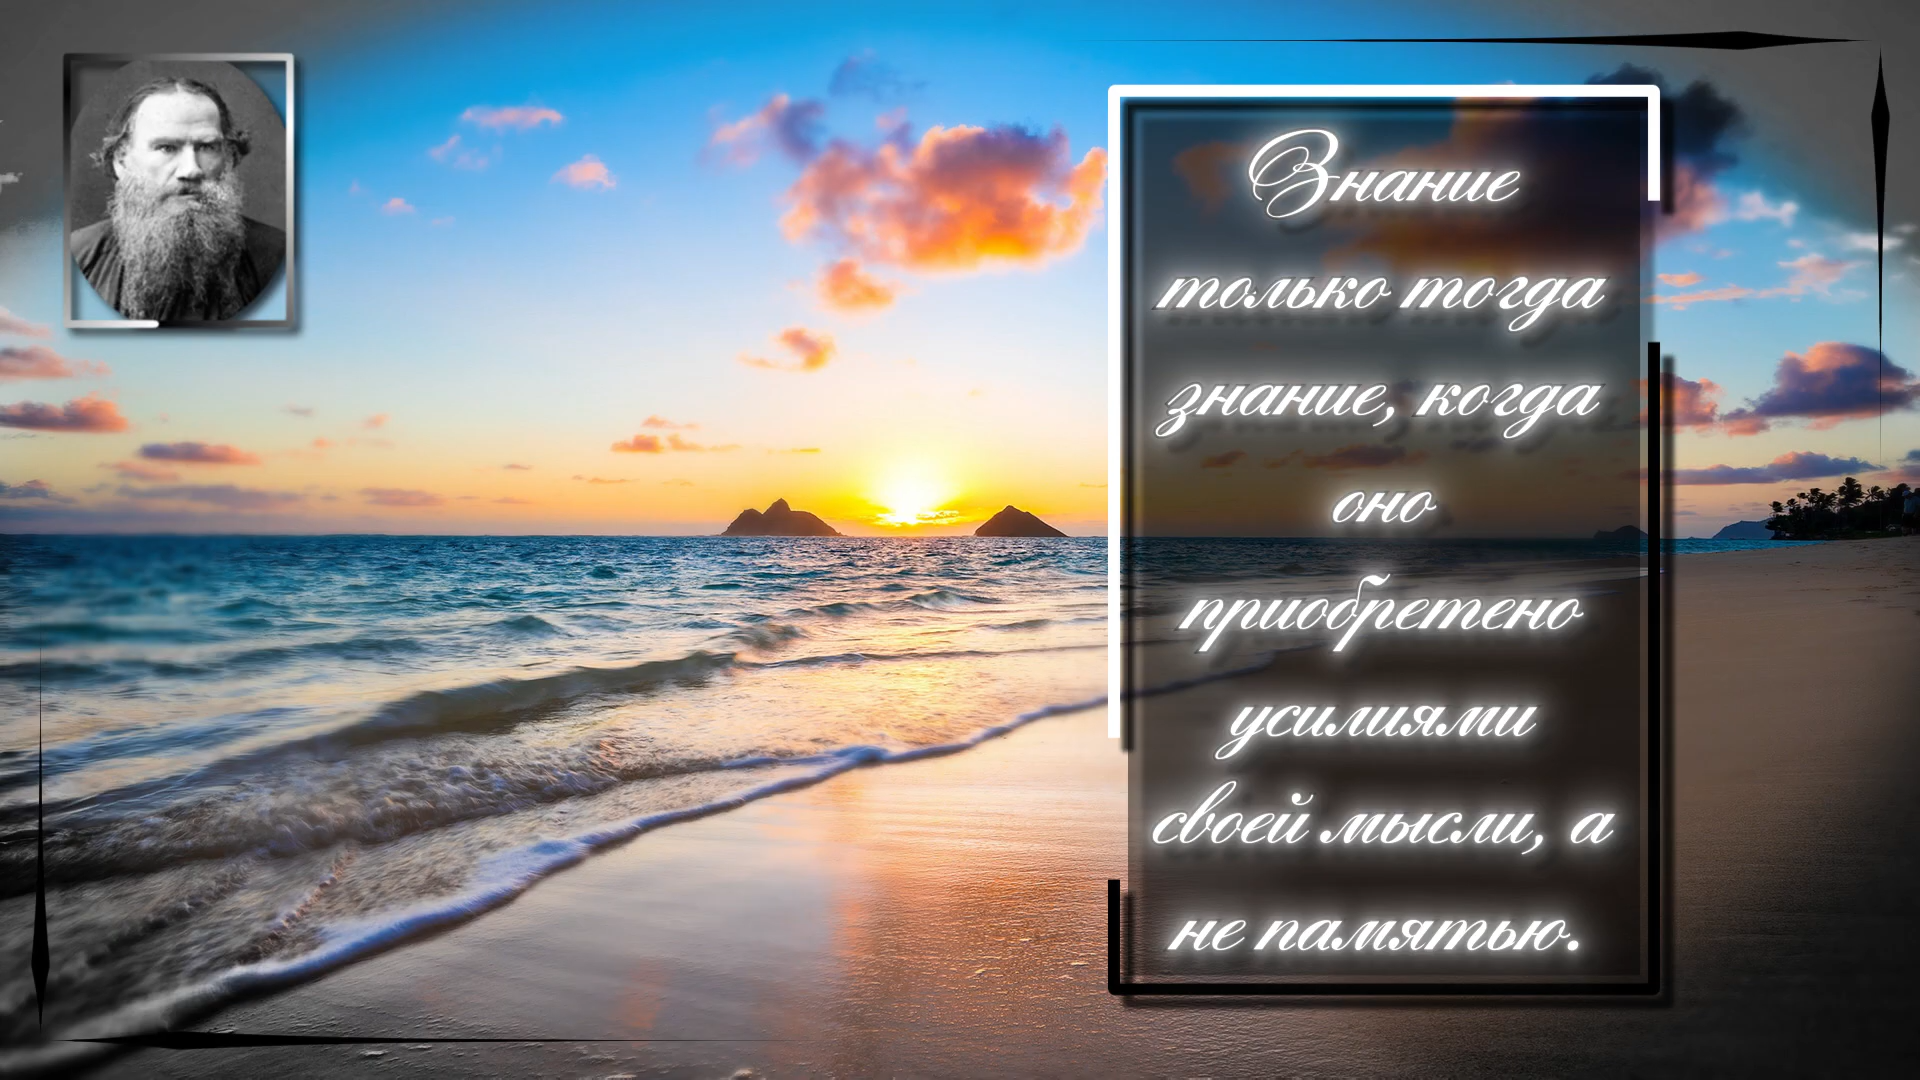 Знание
только тогда
знание, когда
оно
приобретено
усилиями
своей мысли, а
не памятью.